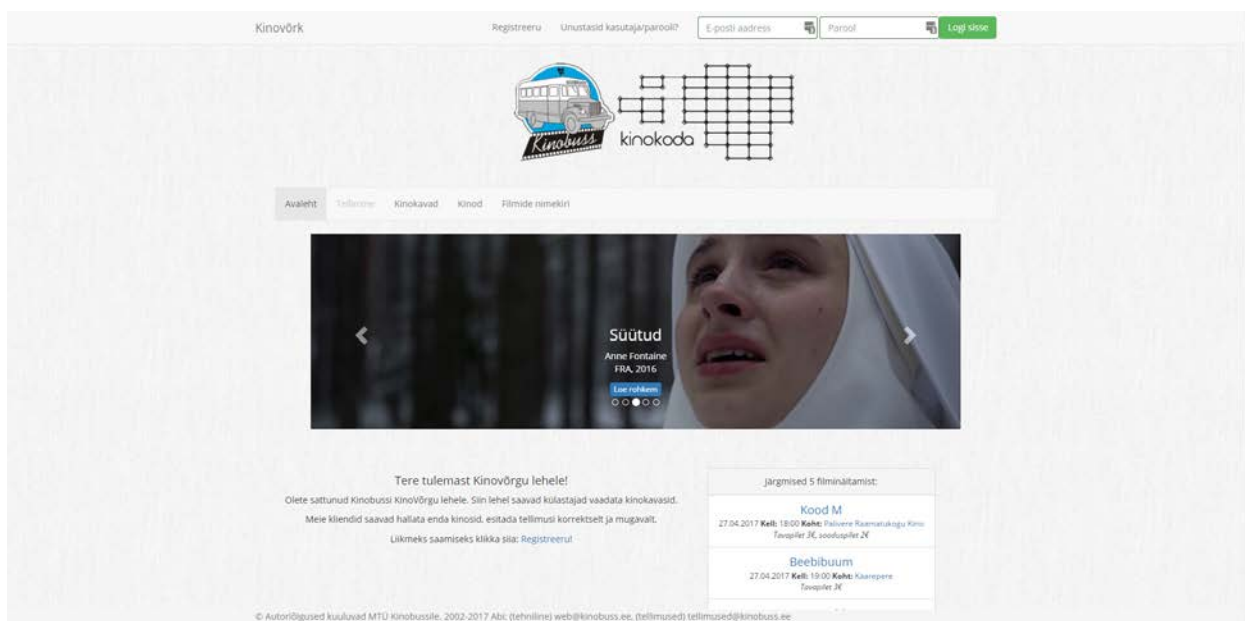 Kinovõrk Registreeru Unustasid kasutaja/parooli? E-posti aadress Parool Logi sisse
Kinobuss
kinokoda
Avaleht Tellimine Kinokavad Kinod Filmide nimekiri
Süütud
Anne Fontaine
FRA, 2016
Loe rohkem
Tere tulemast Kinovõrgu lehele!
Olete sattunud Kinobussi KinoVõrgu lehele. Siin lehel saavad külastajad vaadata kinokavasid.
Meie kliendid saavad hallata enda kinosid, esitada tellimusi korrektselt ja mugavalt.
Liikmeks saamiseks klikka siia: Registreeru!
Järgmised 5 filminäitamist:
Kood M
27.04.2017 Kell: 18:00 Koht: Palivere Raamatukogu Kino
Tavapilet 3€, sooduspilet 2€
Beebibuum
27.04.2017 Kell: 19:00 Koht: Kaarepere
Tavapilet 3€
© Autoriõigused kuuluvad MTÜ Kinobussile. 2002-2017 Abi: (tehniline) web@kinobuss.ee, (tellimused) tellimused@kinobuss.ee